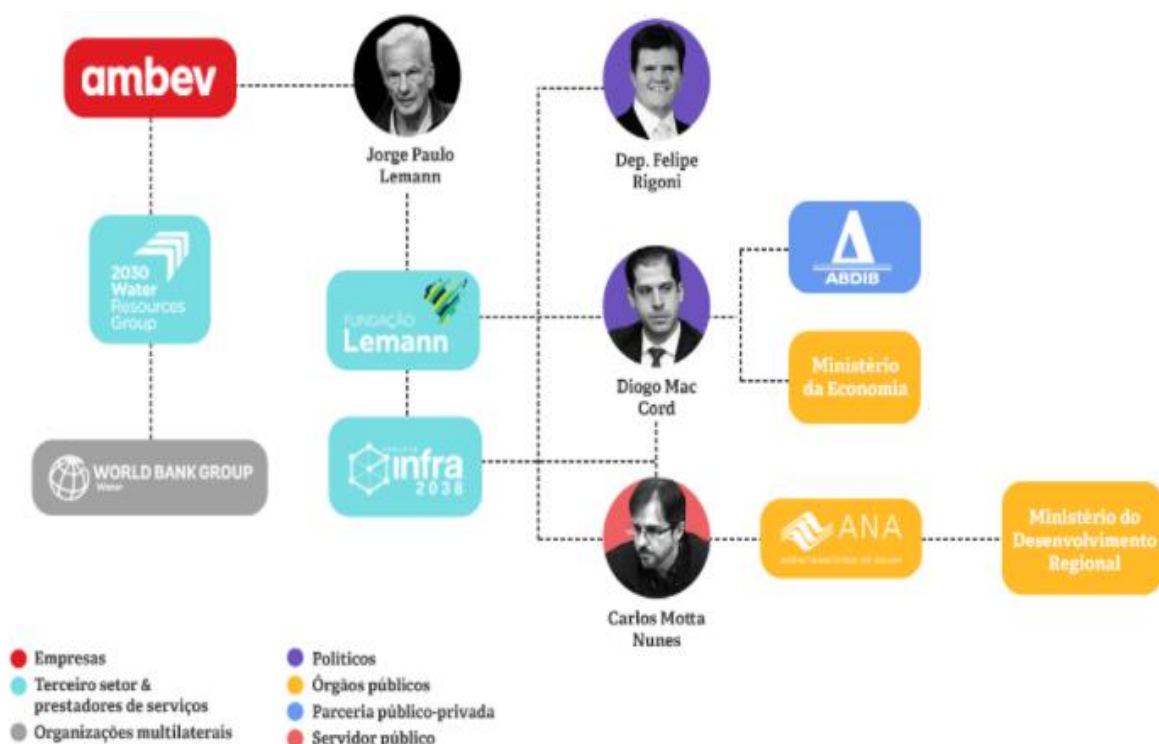 ambev
Jorge Paulo
Lemann
Dep. Felipe
Rigoni
2030
Water
Resources
Group
ABDIB
FUNDAÇÃO
Lemann
Diogo Mac
Cord
Ministério
da Economia
WORLD BANK GROUP
Water
infra
2038
Carlos Motta
Nunes
ANA
Ministério do
Desenvolvimento
Regional
Empresas
Terceiro setor &
prestadores de serviços
Organizações multilaterais
Políticos
Órgãos públicos
Parceria público-privada
Servidor público